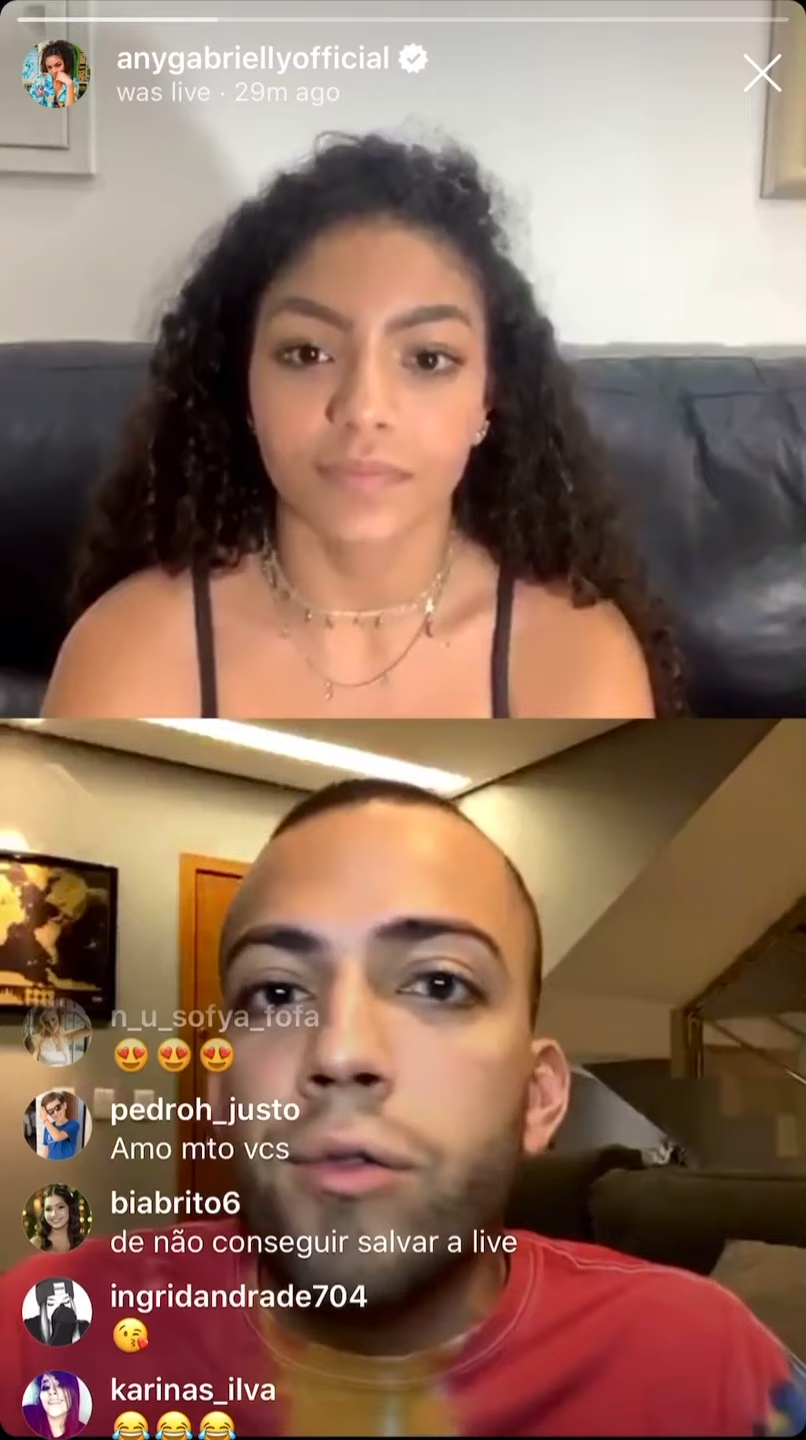 anygabriellyofficial
was live · 29m ago
n_u_sofya_fofa
😍😍😍
pedroh_justo
Amo mto vcs
biabrito6
de não conseguir salvar a live
ingridandrade704
😘
karinas_ilva
😂😂😂